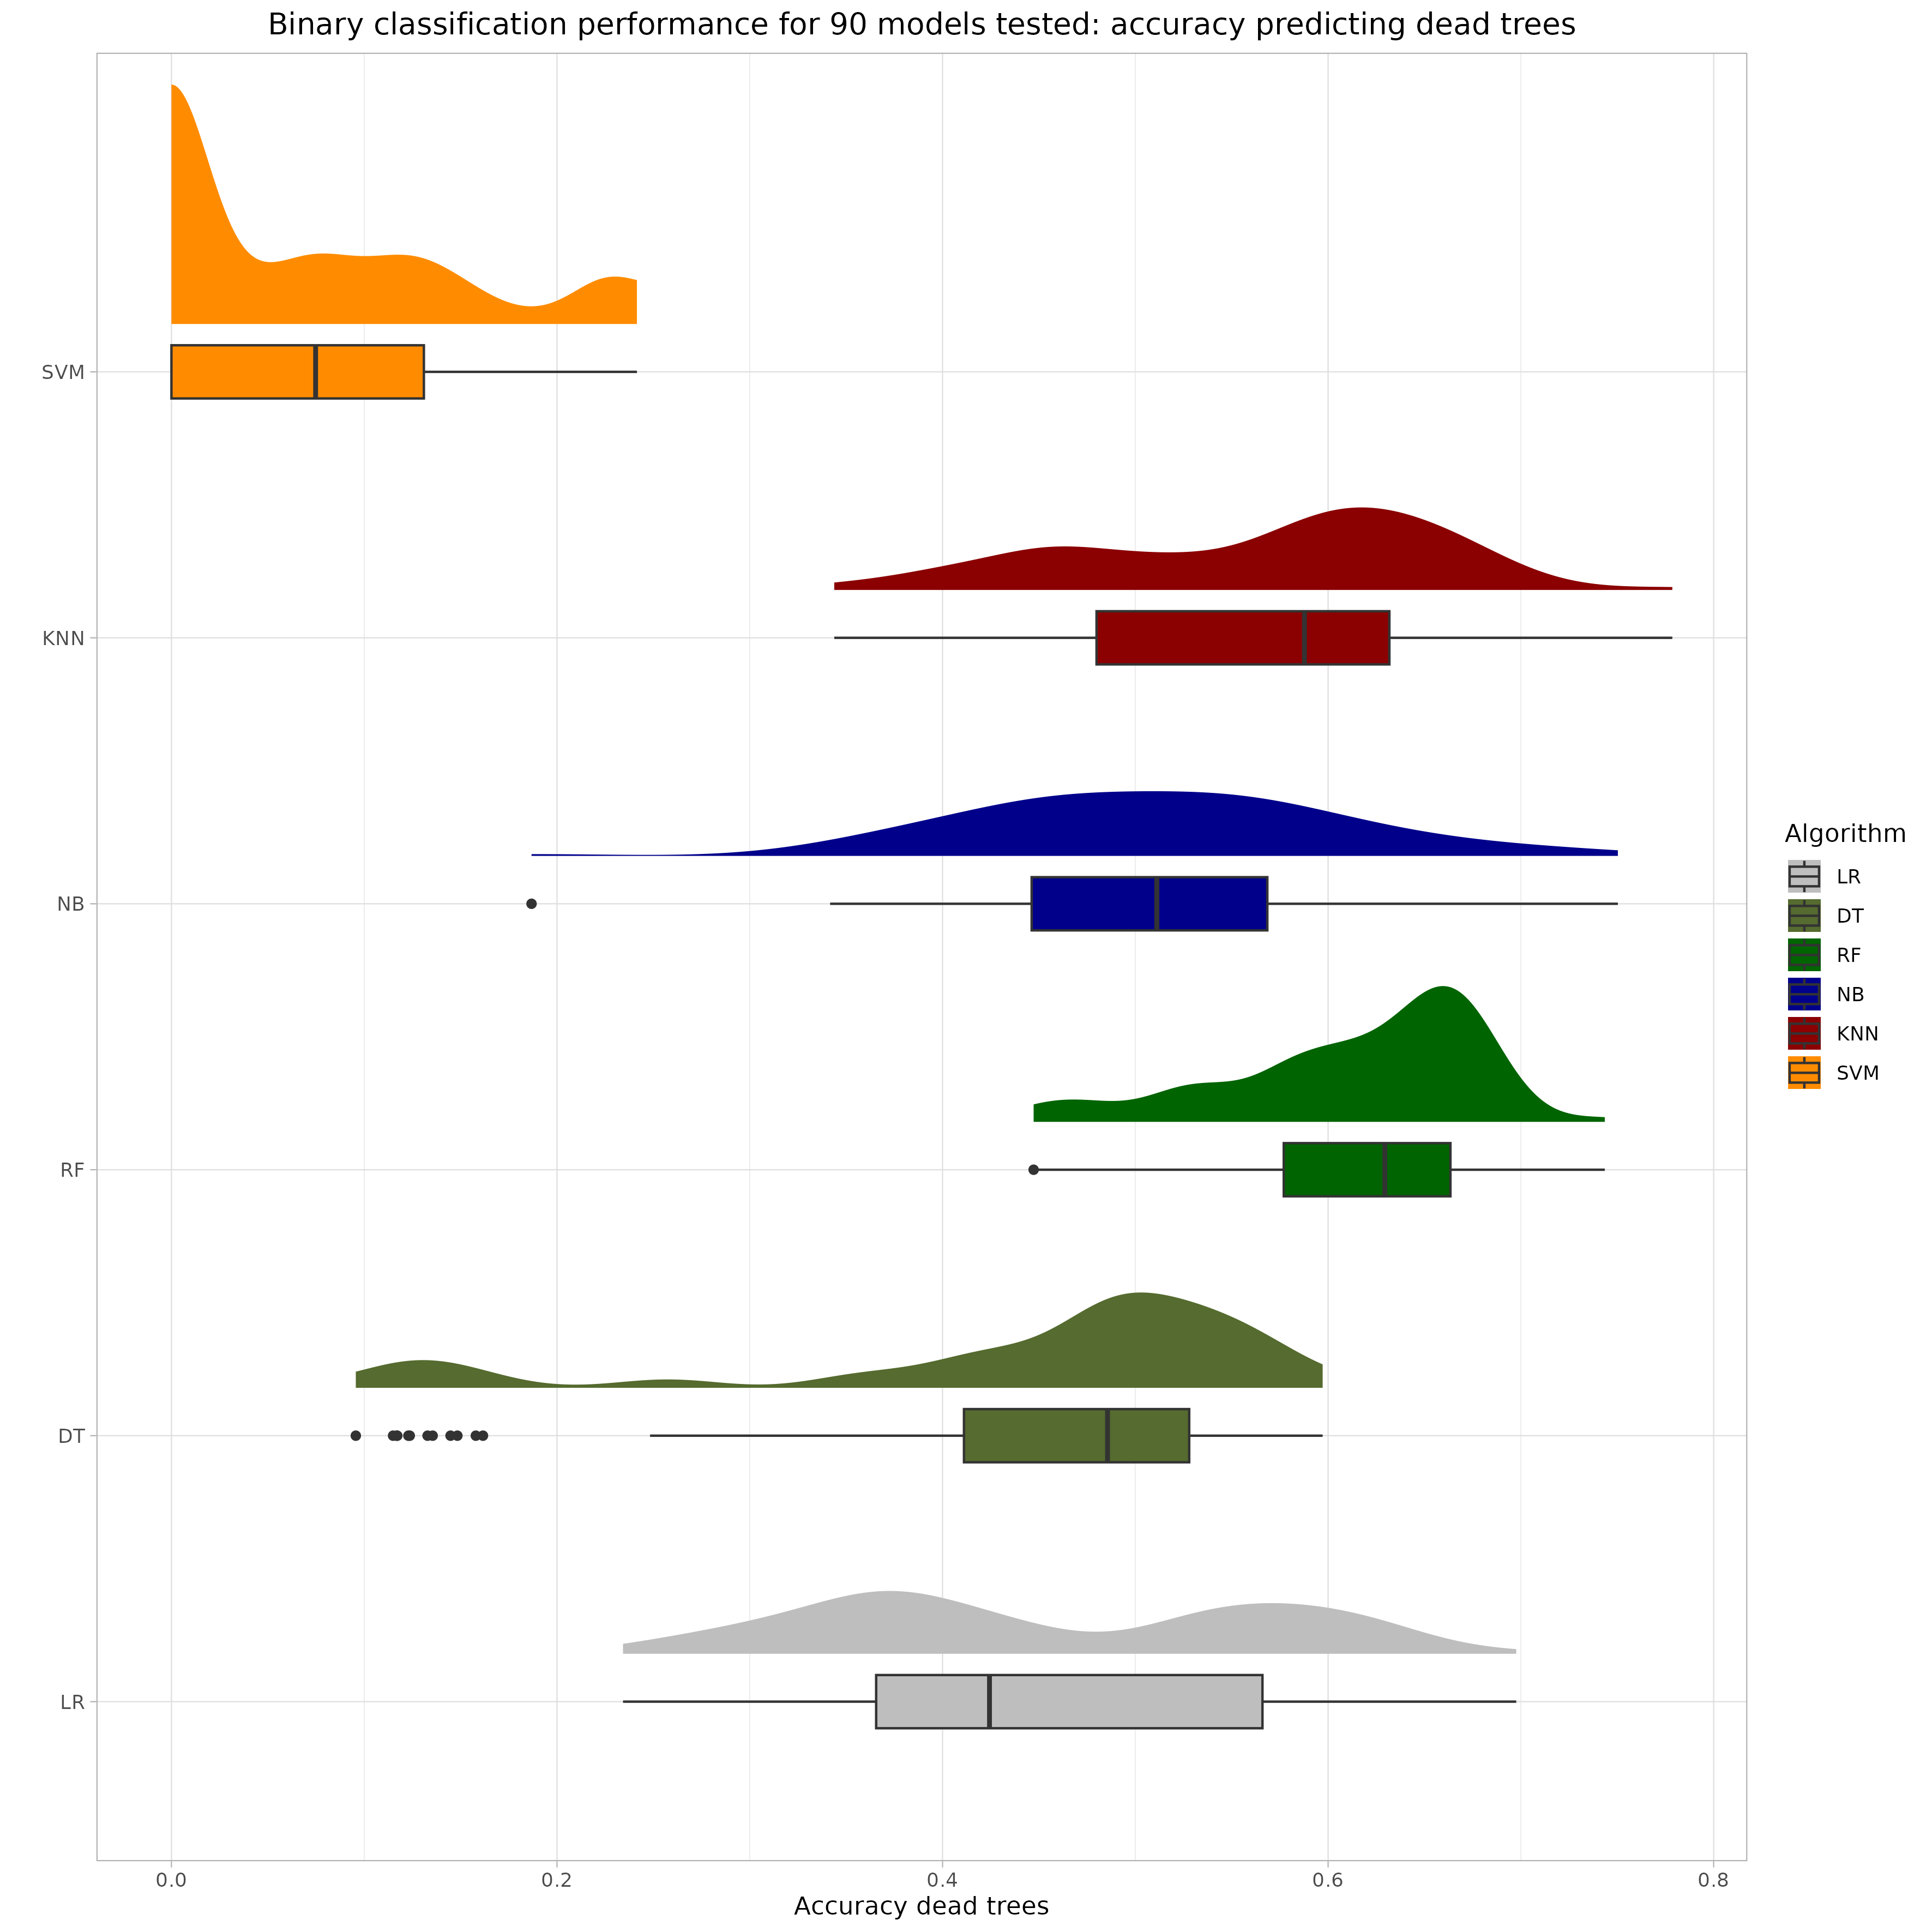 Binary classification performance for 90 models tested: accuracy predicting dead trees
SVM
KNN
NB
RF
DT
LR
0.0
0.2
0.4
0.6
0.8
Accuracy dead trees
Algorithm
LR
DT
RF
NB
KNN
SVM